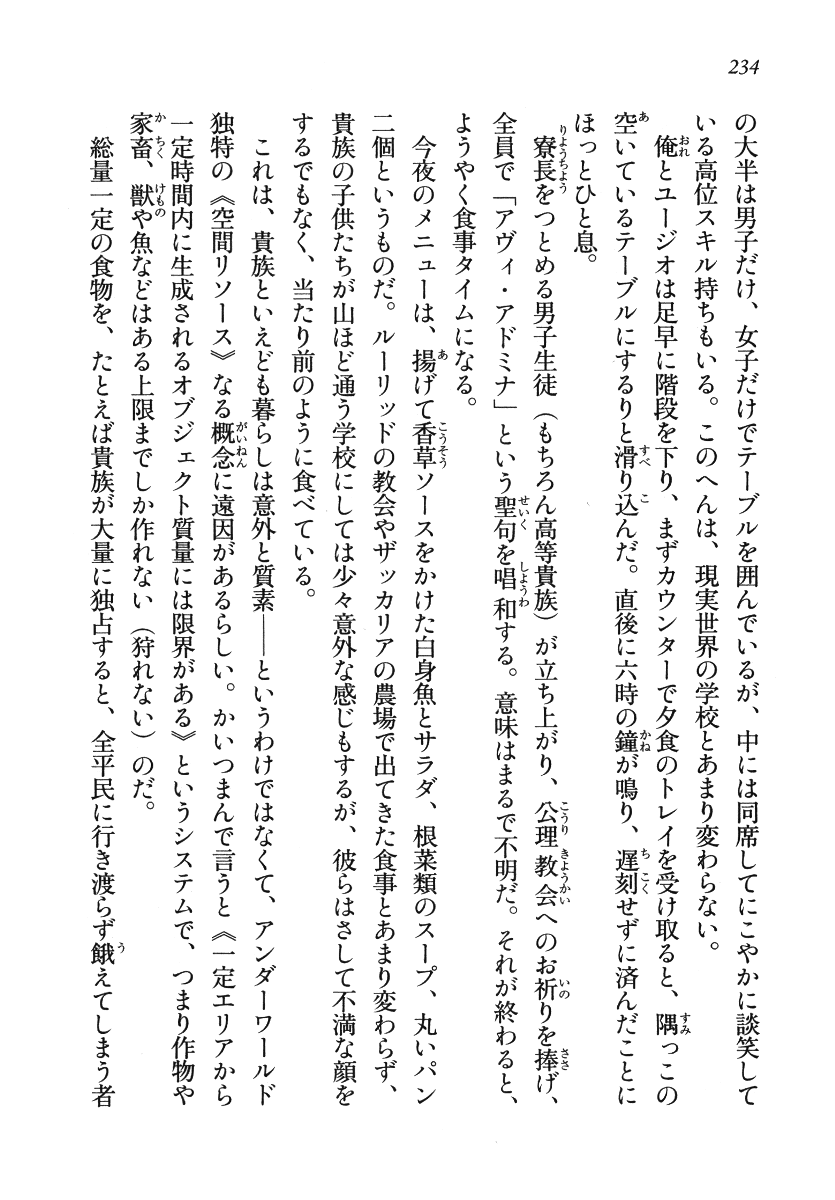 234
の大半は男子だけ、女子だけでテーブルを囲んでいるが、中には同席してにこやかに談笑して
いる高位スキル持ちもいる。このへんは、現実世界の学校とあまり変わらない。
　俺とユージオは足早に階段を下り、まずカウンターで夕食のトレイを受け取ると、隅っこの
空いているテーブルにするりと滑り込んだ。直後に六時の鐘が鳴り、遅刻せずに済んだことに
ほっとひと息。
　寮長をつとめる男子生徒（もちろん高等貴族）が立ち上がり、公理教会へのお祈りを捧げ、
全員で「アヴィ・アドミナ」という聖句を唱和する。意味はまるで不明だ。それが終わると、
ようやく食事タイムになる。
　今夜のメニューは、揚げて香草ソースをかけた白身魚とサラダ、根菜類のスープ、丸いパン
二個というものだ。ルーリッドの教会やザッカリアの農場で出てきた食事とあまり変わらず、
貴族の子供たちが山ほど通う学校にしては少々意外な感じもするが、彼らはさして不満な顔を
するでもなく、当たり前のように食べている。
　これは、貴族といえども暮らしは意外と質素――というわけではなくて、アンダーワールド
独特の《空間リソース》なる概念に遠因があるらしい。かいつまんで言うと《一定エリアから
一定時間内に生成されるオブジェクト質量には限界がある》というシステムで、つまり作物や
家畜、獣や魚などはある上限までしか作れない（狩れない）のだ。
　総量一定の食物を、たとえば貴族が大量に独占すると、全平民に行き渡らず餓えてしまう者